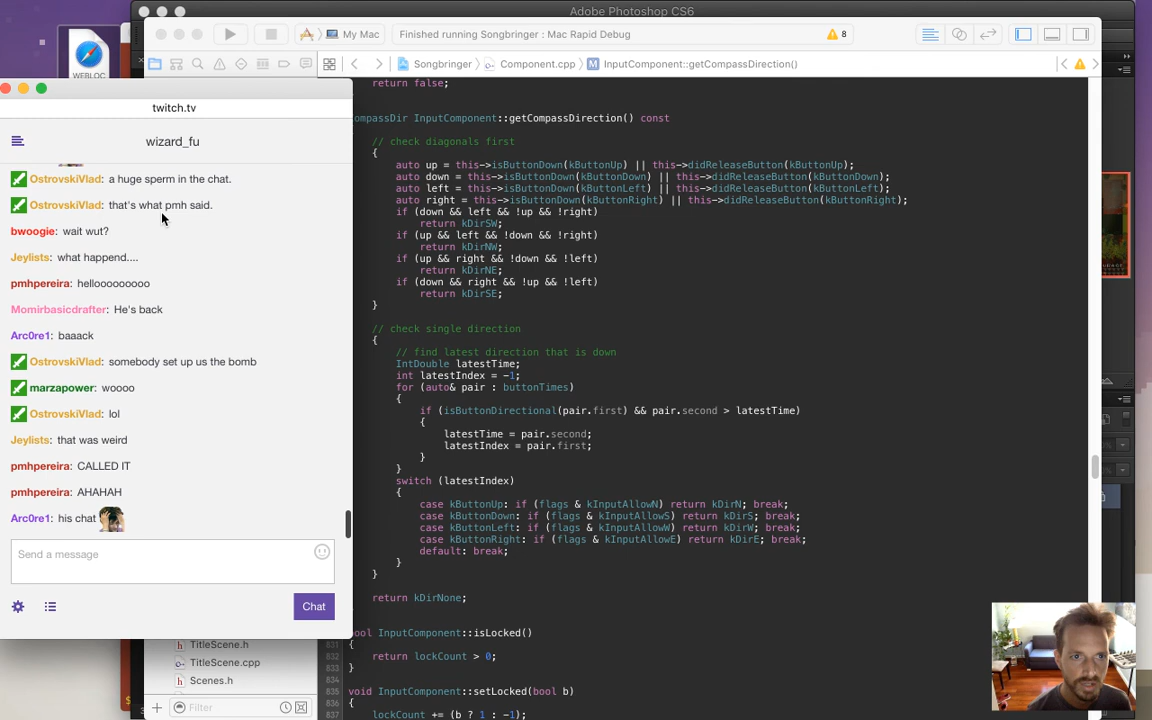 Adobe Photoshop CS6
My Mac
Finished running Songbringer : Mac Rapid Debug
8
WEBLOC
Songbringer
Component.cpp
InputComponent::getCompassDirection()
twitch.tv
wizard_fu
OstrovskiVlad: a huge sperm in the chat.
OstrovskiVlad: that's what pmh said.
bwoogie: wait wut?
Jeylists: what happend....
pmhpereira: hellooooooooo
Momirbasicdrafter: He's back
Arc0re1: baaack
OstrovskiVlad: somebody set up us the bomb
marzapower: woooo
OstrovskiVlad: lol
Jeylists: that was weird
pmhpereira: CALLED IT
pmhpereira: AHAHAH
Arc0re1: his chat
Send a message
Chat
return false;
ompassDir InputComponent::getCompassDirection() const
// check diagonals first
{
auto up = this->isButtonDown(kButtonUp) || this->didReleaseButton(kButtonUp);
auto down = this->isButtonDown(kButtonDown) || this->didReleaseButton(kButtonDown);
auto left = this->isButtonDown(kButtonLeft) || this->didReleaseButton(kButtonLeft);
auto right = this->isButtonDown(kButtonRight) || this->didReleaseButton(kButtonRight);
if (down && left && !up && !right)
return kDirSW;
if (up && left && !down && !right)
return kDirNW;
if (up && right && !down && !left)
return kDirNE;
if (down && right && !up && !left)
return kDirSE;
}
// check single direction
{
// find latest direction that is down
IntDouble latestTime;
int latestIndex = -1;
for (auto& pair : buttonTimes)
{
if (isButtonDirectional(pair.first) && pair.second > latestTime)
{
latestTime = pair.second;
latestIndex = pair.first;
}
}
switch (latestIndex)
{
case kButtonUp: if (flags & kInputAllowN) return kDirN; break;
case kButtonDown: if (flags & kInputAllowS) return kDirS; break;
case kButtonLeft: if (flags & kInputAllowW) return kDirW; break;
case kButtonRight: if (flags & kInputAllowE) return kDirE; break;
default: break;
}
}
return kDirNone;
ool InputComponent::isLocked()
831 {
832 return lockCount > 0;
833 }
834
835 void InputComponent::setLocked(bool b)
836 {
837 lockCount += (b ? 1 : -1);
TitleScene.h
TitleScene.cpp
Scenes.h
Filter